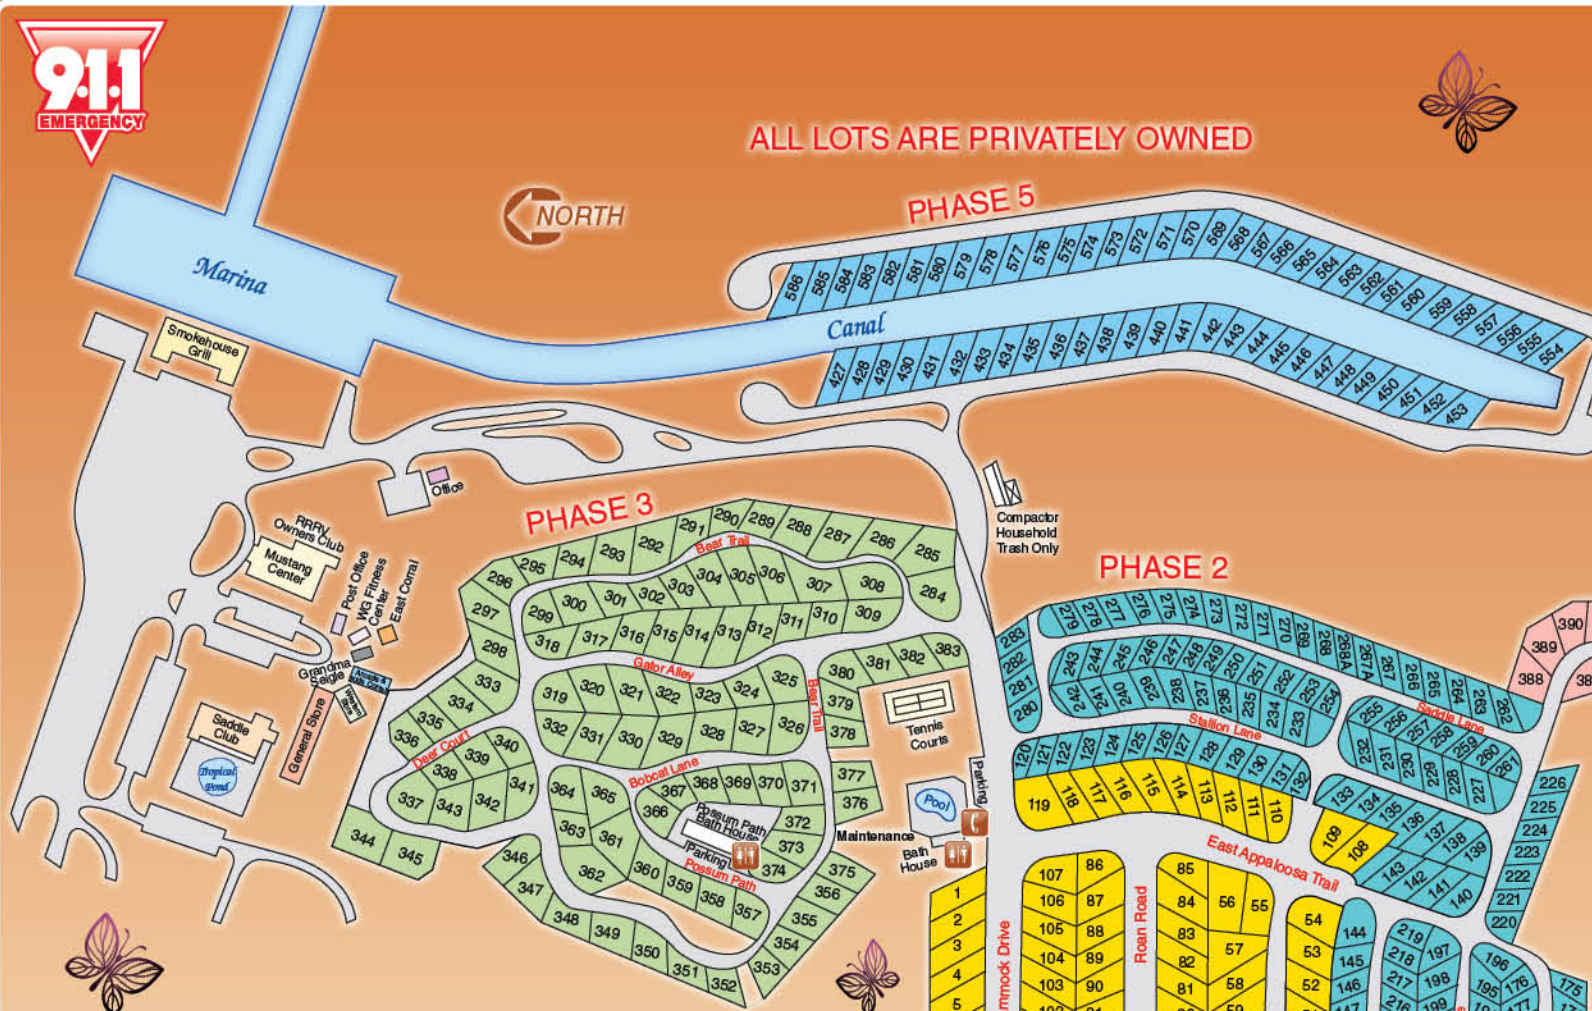 9.1.1
EMERGENCY
ALL LOTS ARE PRIVATELY OWNED
NORTH
PHASE 5
Marina
Canal
586 585 584 583 582 581 580 579 578 577 576 575 574 573 572 571 570 569 568 567 566 565 564 563 562 561 560 559 558 557 556 555 554
427 428 429 430 431 432 433 434 435 436 437 438 439 440 441 442 443 444 445 446 447 448 449 450 451 452 453
Smokehouse
Grill
Office
RRRV
Owners Club
Mustang
Center
Post Office
WG Fitness
Center
East Corral
Grandma
Seigle
Western
Store
General Store
Saddle
Club
Tropical
Pond
Compactor
Household
Trash Only
PHASE 3
296 295 294 293 292 291 290 289 288 287 286 285
284
Bear Trail
297
298
299 300 301 302 303 304 305 306 307 308
318 317 316 315 314 313 312 311 310 309
Gator Alley
319 320 321 322 323 324 325
332 331 330 329 328 327 326
Bear Trail
380 381 382 383
379
378
377
376
Tennis
Courts
333
334
335
336
Deer Court
337 338 339 340
343 342 341
344 345
Bobcat Lane
364 365 366 367 368 369 370 371
372
373
374
Possum Path
Bath House
Parking
Possum Path
363 361
362 360 359 358 357
346
347
348 349 350 351 352
353
354
355
356
375
Pool
Parking
Maintenance
Bath
House
PHASE 2
283
282
281
280
279 278 277 276 275 274 273 272 271 270 269 268 268A 267A 267 266 265 264 263 262
243 244 245 246 247 248 249 250 251 252 253 254
242 241 240 239 238 237 236 235 234 233
Stallion Lane
Saddle Lane
255 256 257 258 259 260 261
232 231 230 229 228 227
120 121 122 123 124 125 126 127 128 129 130 131 132
119 118 117 116 115 114 113 112 111 110
133 134 135 136 137 138 139
109 108
143 142 141 140
East Appaloosa Trail
390
389
388
38
226
225
224
223
222
221
220
1
2
3
4
5
mmock Drive
107 86
106 87
105 88
104 89
103 90
Roan Road
85
84 56 55
83 57
82
81 58
59
54
53
52
144
145
146
147
219
218 197
217 198
216 199
196
195 176
177
175